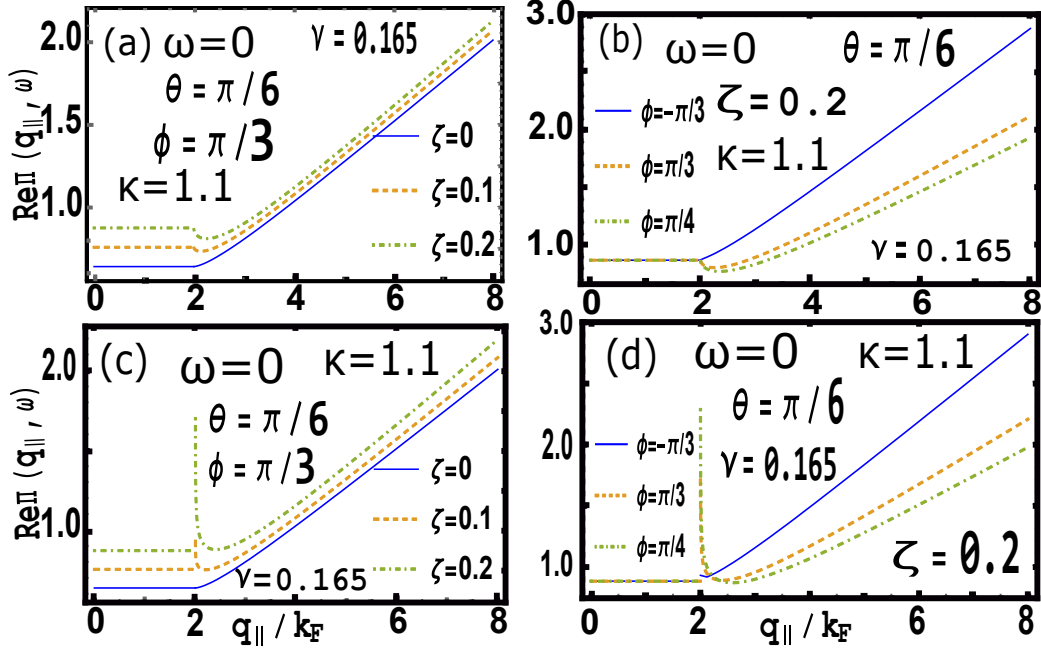 (a) ω=0 γ = 0.165
θ = π/6
ϕ = π/3
κ=1.1
ζ=0
ζ=0.1
ζ=0.2
2.0
1.5
1.0
0 2 4 6 8
ReΠ (q||, ω)
(b) ω=0 θ = π/6
ϕ=-π/3 ζ=0.2
ϕ=π/3 κ=1.1
ϕ=π/4
γ=0.165
3.0
2.0
1.0
0 2 4 6 8
(c) ω=0 κ=1.1
θ = π/6
ϕ = π/3
ζ=0
ζ=0.1
ζ=0.2
γ=0.165
2.0
1.0
0 2 4 6 8
ReΠ (q||, ω)
q|| / kF
(d) ω=0 κ=1.1
θ = π/6
ϕ=-π/3 γ = 0.165
ϕ=π/3
ϕ=π/4
ζ = 0.2
3.0
2.0
1.0
0 2 4 6 8
q|| / kF